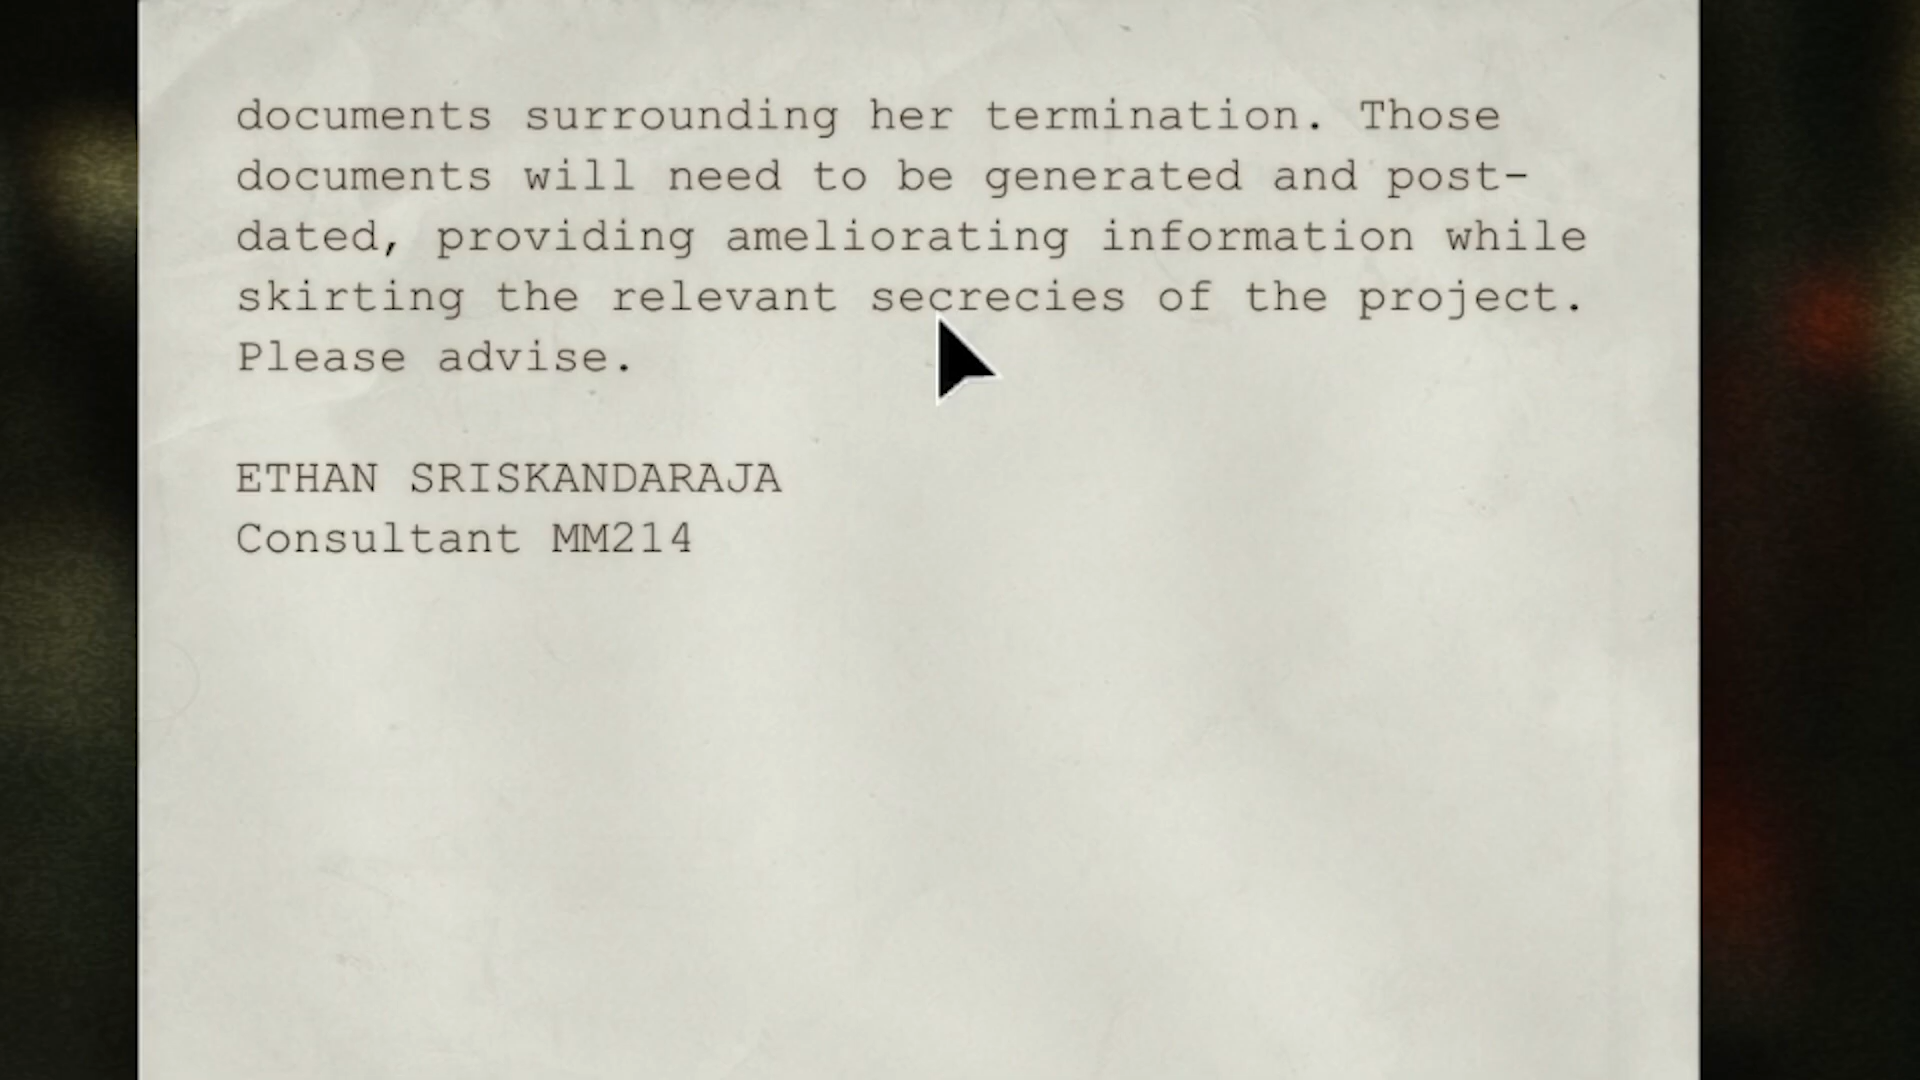 documents surrounding her termination. Those
documents will need to be generated and post-
dated, providing ameliorating information while
skirting the relevant secrecies of the project.
Please advise.
ETHAN SRISKANDARAJA
Consultant MM214